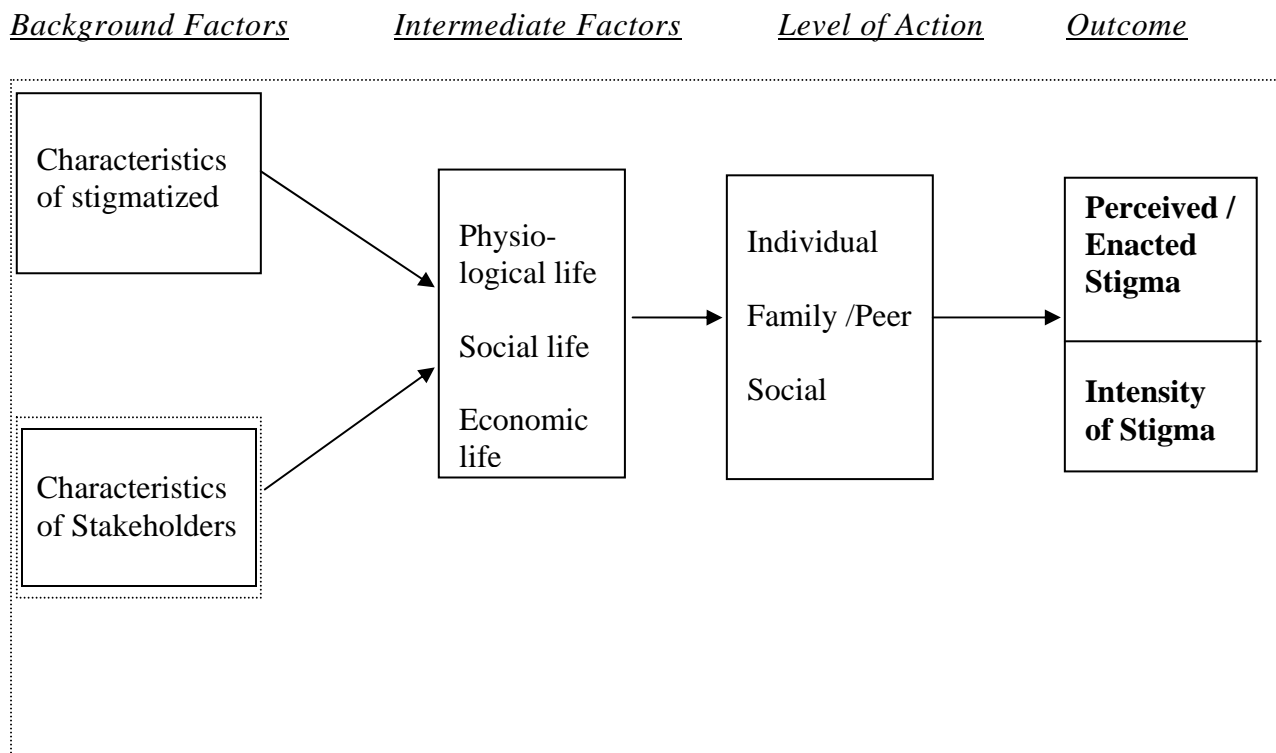 Background Factors Intermediate Factors Level of Action Outcome
Characteristics
of stigmatized
Characteristics
of Stakeholders
Physio-
logical life
Social life
Economic
life
Individual
Family /Peer
Social
Perceived /
Enacted
Stigma
Intensity
of Stigma